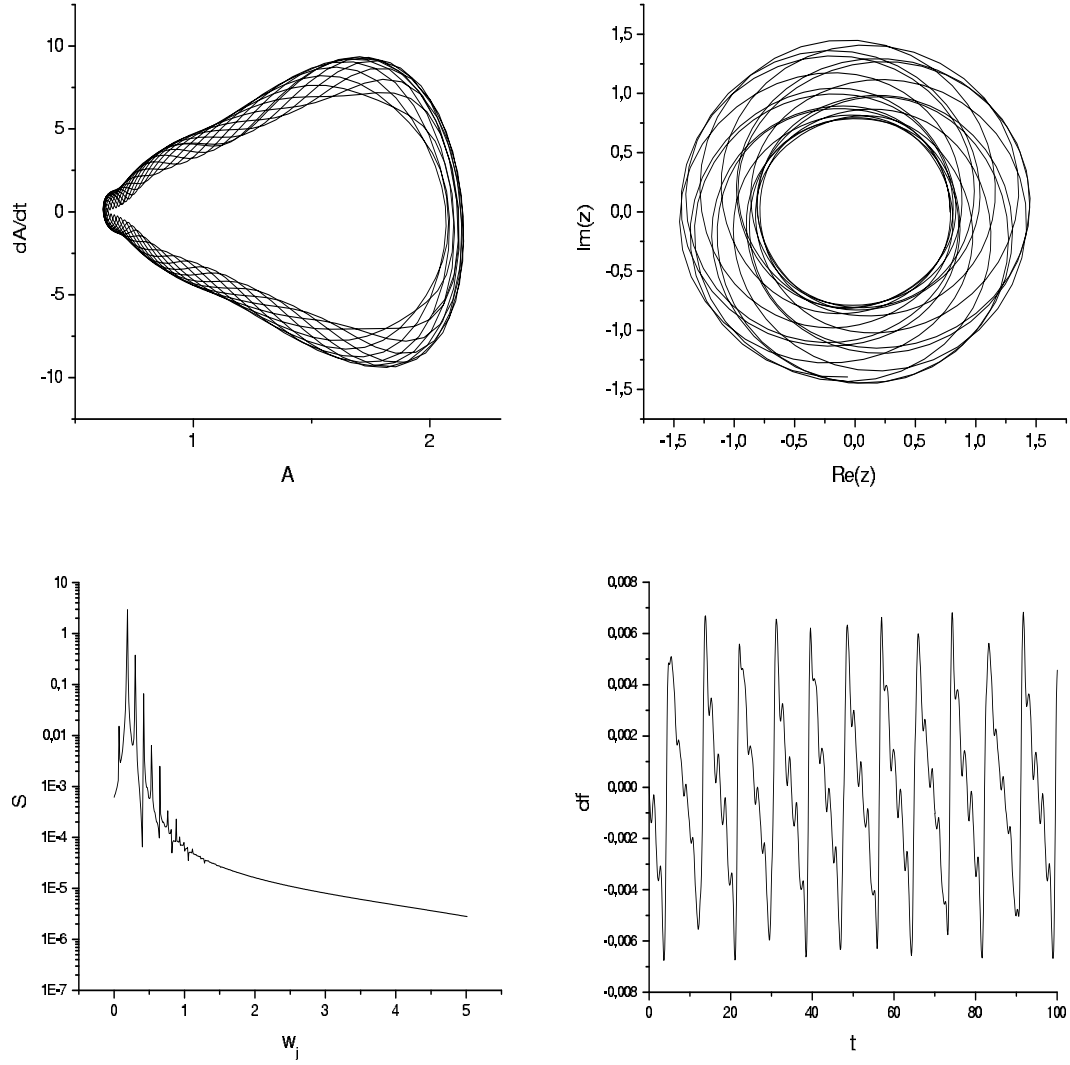 10
5
0
-5
-10
dA/dt
1
2
A
1,5
1,0
0,5
0,0
-0,5
-1,0
-1,5
Im(z)
-1,5 -1,0 -0,5 0,0 0,5 1,0 1,5
Re(z)
10
1
0,1
0,01
1E-3
1E-4
1E-5
1E-6
1E-7
S
0 1 2 3 4 5
w_j
0,008
0,006
0,004
0,002
0,000
-0,002
-0,004
-0,006
-0,008
df
0 20 40 60 80 100
t